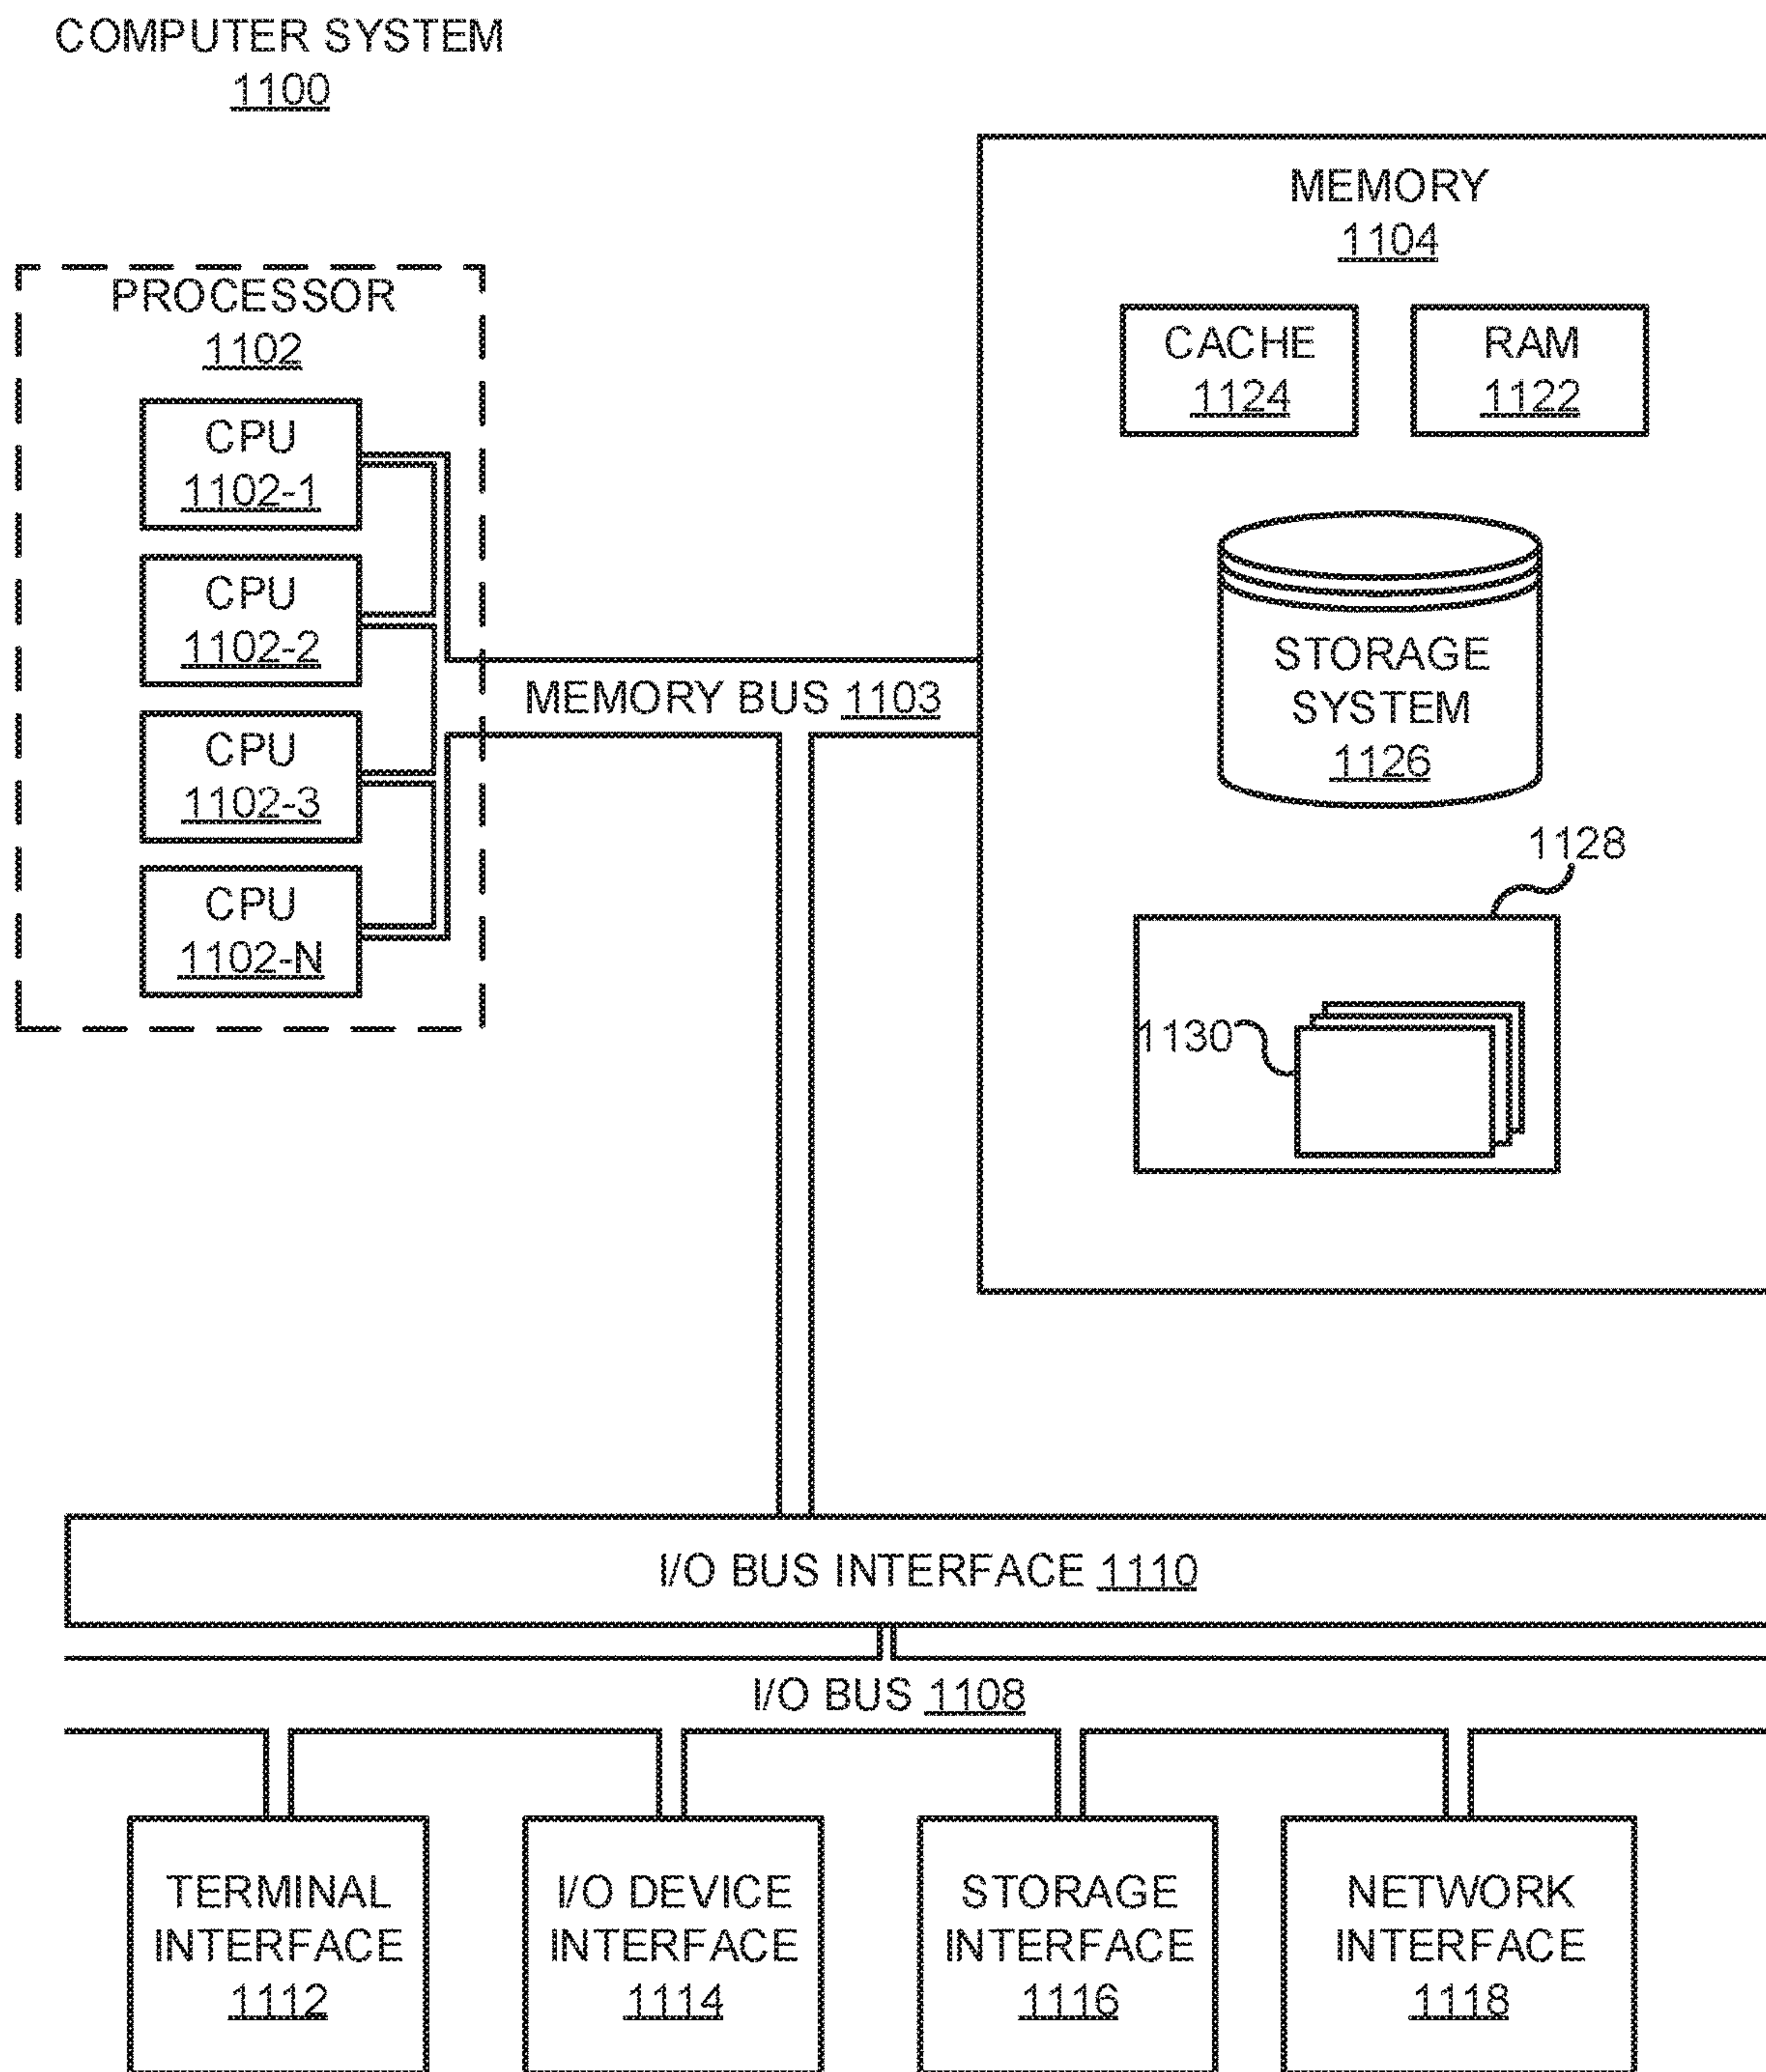 COMPUTER SYSTEM
1100
PROCESSOR
1102
CPU
1102-1
CPU
1102-2
CPU
1102-3
CPU
1102-N
MEMORY BUS 1103
MEMORY
1104
CACHE
1124
RAM
1122
STORAGE
SYSTEM
1126
1128
1130
I/O BUS INTERFACE 1110
I/O BUS 1108
TERMINAL
INTERFACE
1112
I/O DEVICE
INTERFACE
1114
STORAGE
INTERFACE
1116
NETWORK
INTERFACE
1118